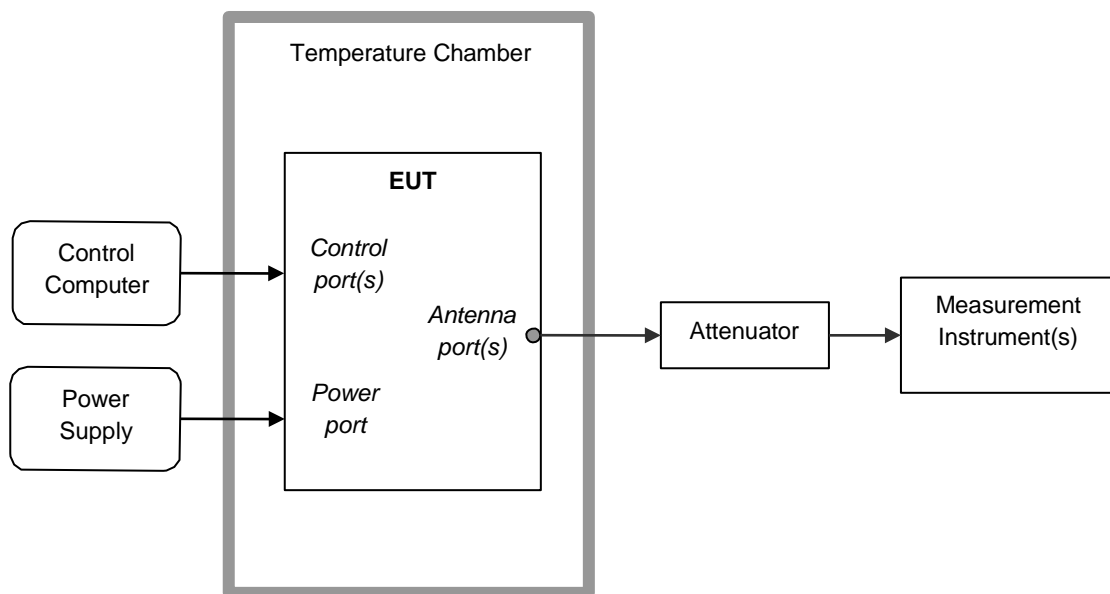 Temperature Chamber
EUT
Control
Computer
Control
port(s)
Antenna
port(s)
Attenuator
Measurement
Instrument(s)
Power
Supply
Power
port